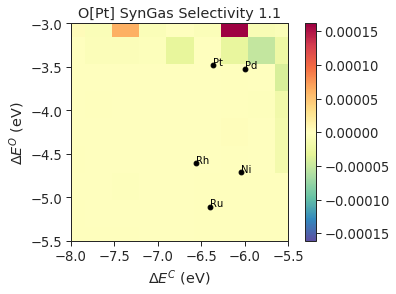 O[Pt] SynGas Selectivity 1.1
−3.0
−3.5
−4.0
−4.5
−5.0
−5.5
ΔE^O (eV)
Pt
Pd
Rh
Ni
Ru
−8.0 −7.5 −7.0 −6.5 −6.0 −5.5
ΔE^C (eV)
0.00015
0.00010
0.00005
0.00000
−0.00005
−0.00010
−0.00015